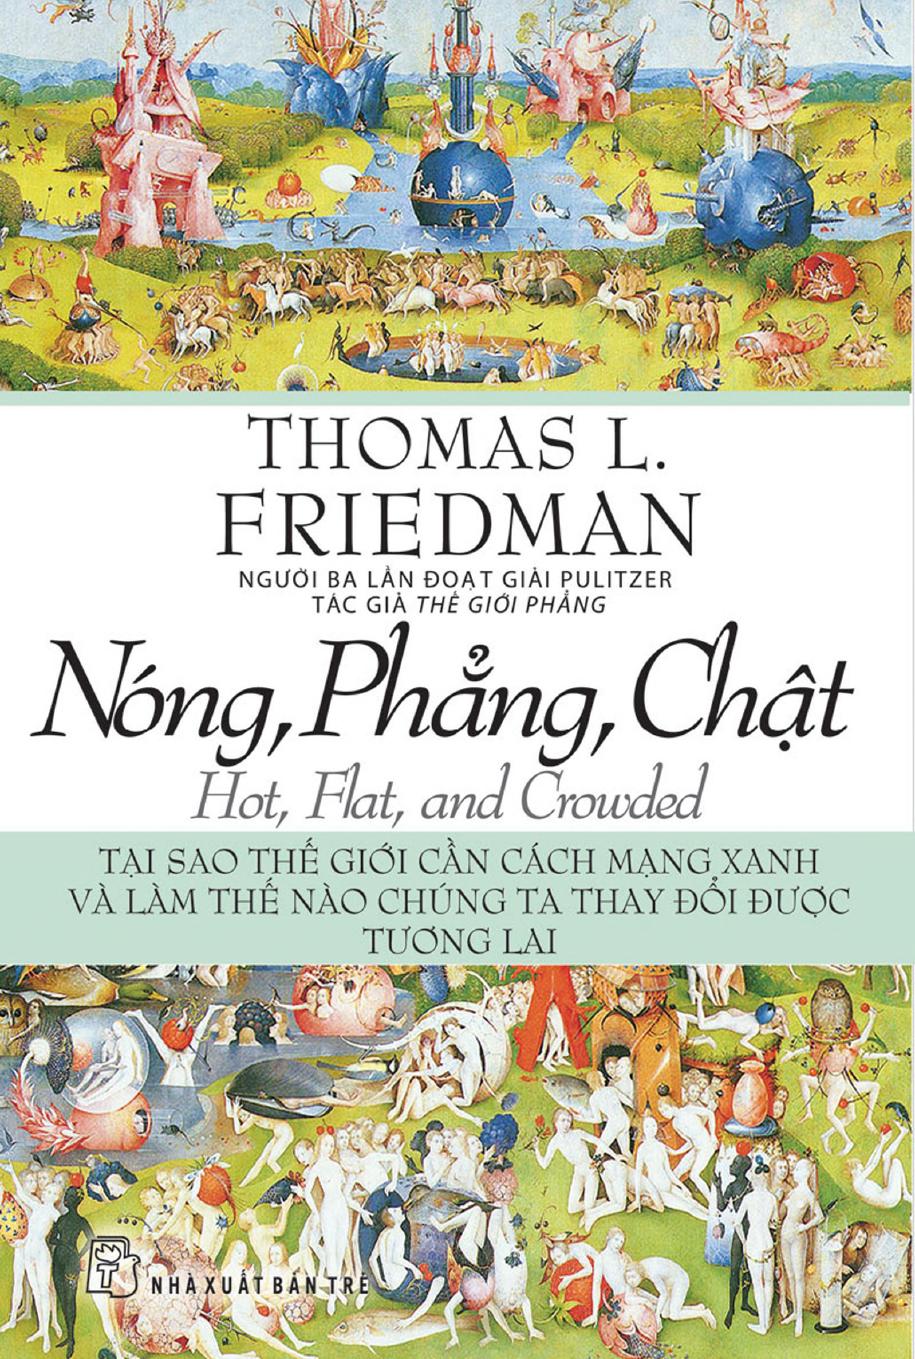 THOMAS L.
FRIEDMAN
NGƯỜI BA LẦN ĐOẠT GIẢI PULITZER
TÁC GIẢ THẾ GIỚI PHẲNG
Nóng, Phẳng, Chật
Hot, Flat, and Crowded
TẠI SAO THẾ GIỚI CẦN CÁCH MẠNG XANH
VÀ LÀM THẾ NÀO CHÚNG TA THAY ĐỔI ĐƯỢC
TƯƠNG LAI
NHÀ XUẤT BẢN TRẺ